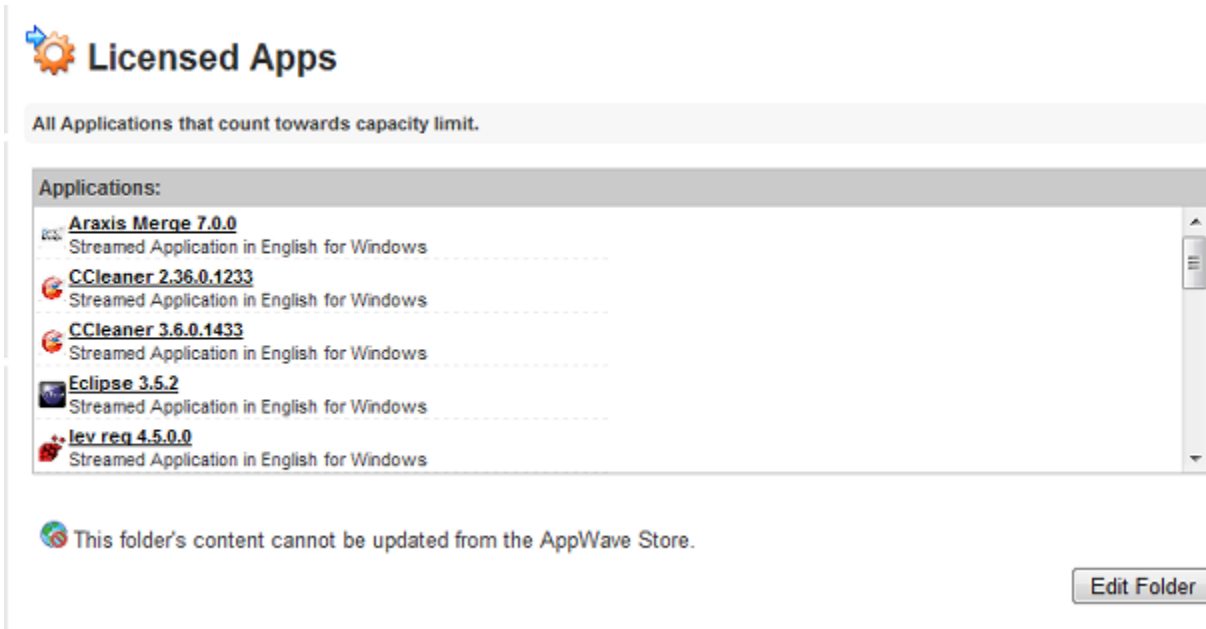 Licensed Apps
All Applications that count towards capacity limit.
Applications:
Araxis Merge 7.0.0
Streamed Application in English for Windows
CCleaner 2.36.0.1233
Streamed Application in English for Windows
CCleaner 3.6.0.1433
Streamed Application in English for Windows
Eclipse 3.5.2
Streamed Application in English for Windows
lev reg 4.5.0.0
Streamed Application in English for Windows
This folder's content cannot be updated from the AppWave Store.
Edit Folder